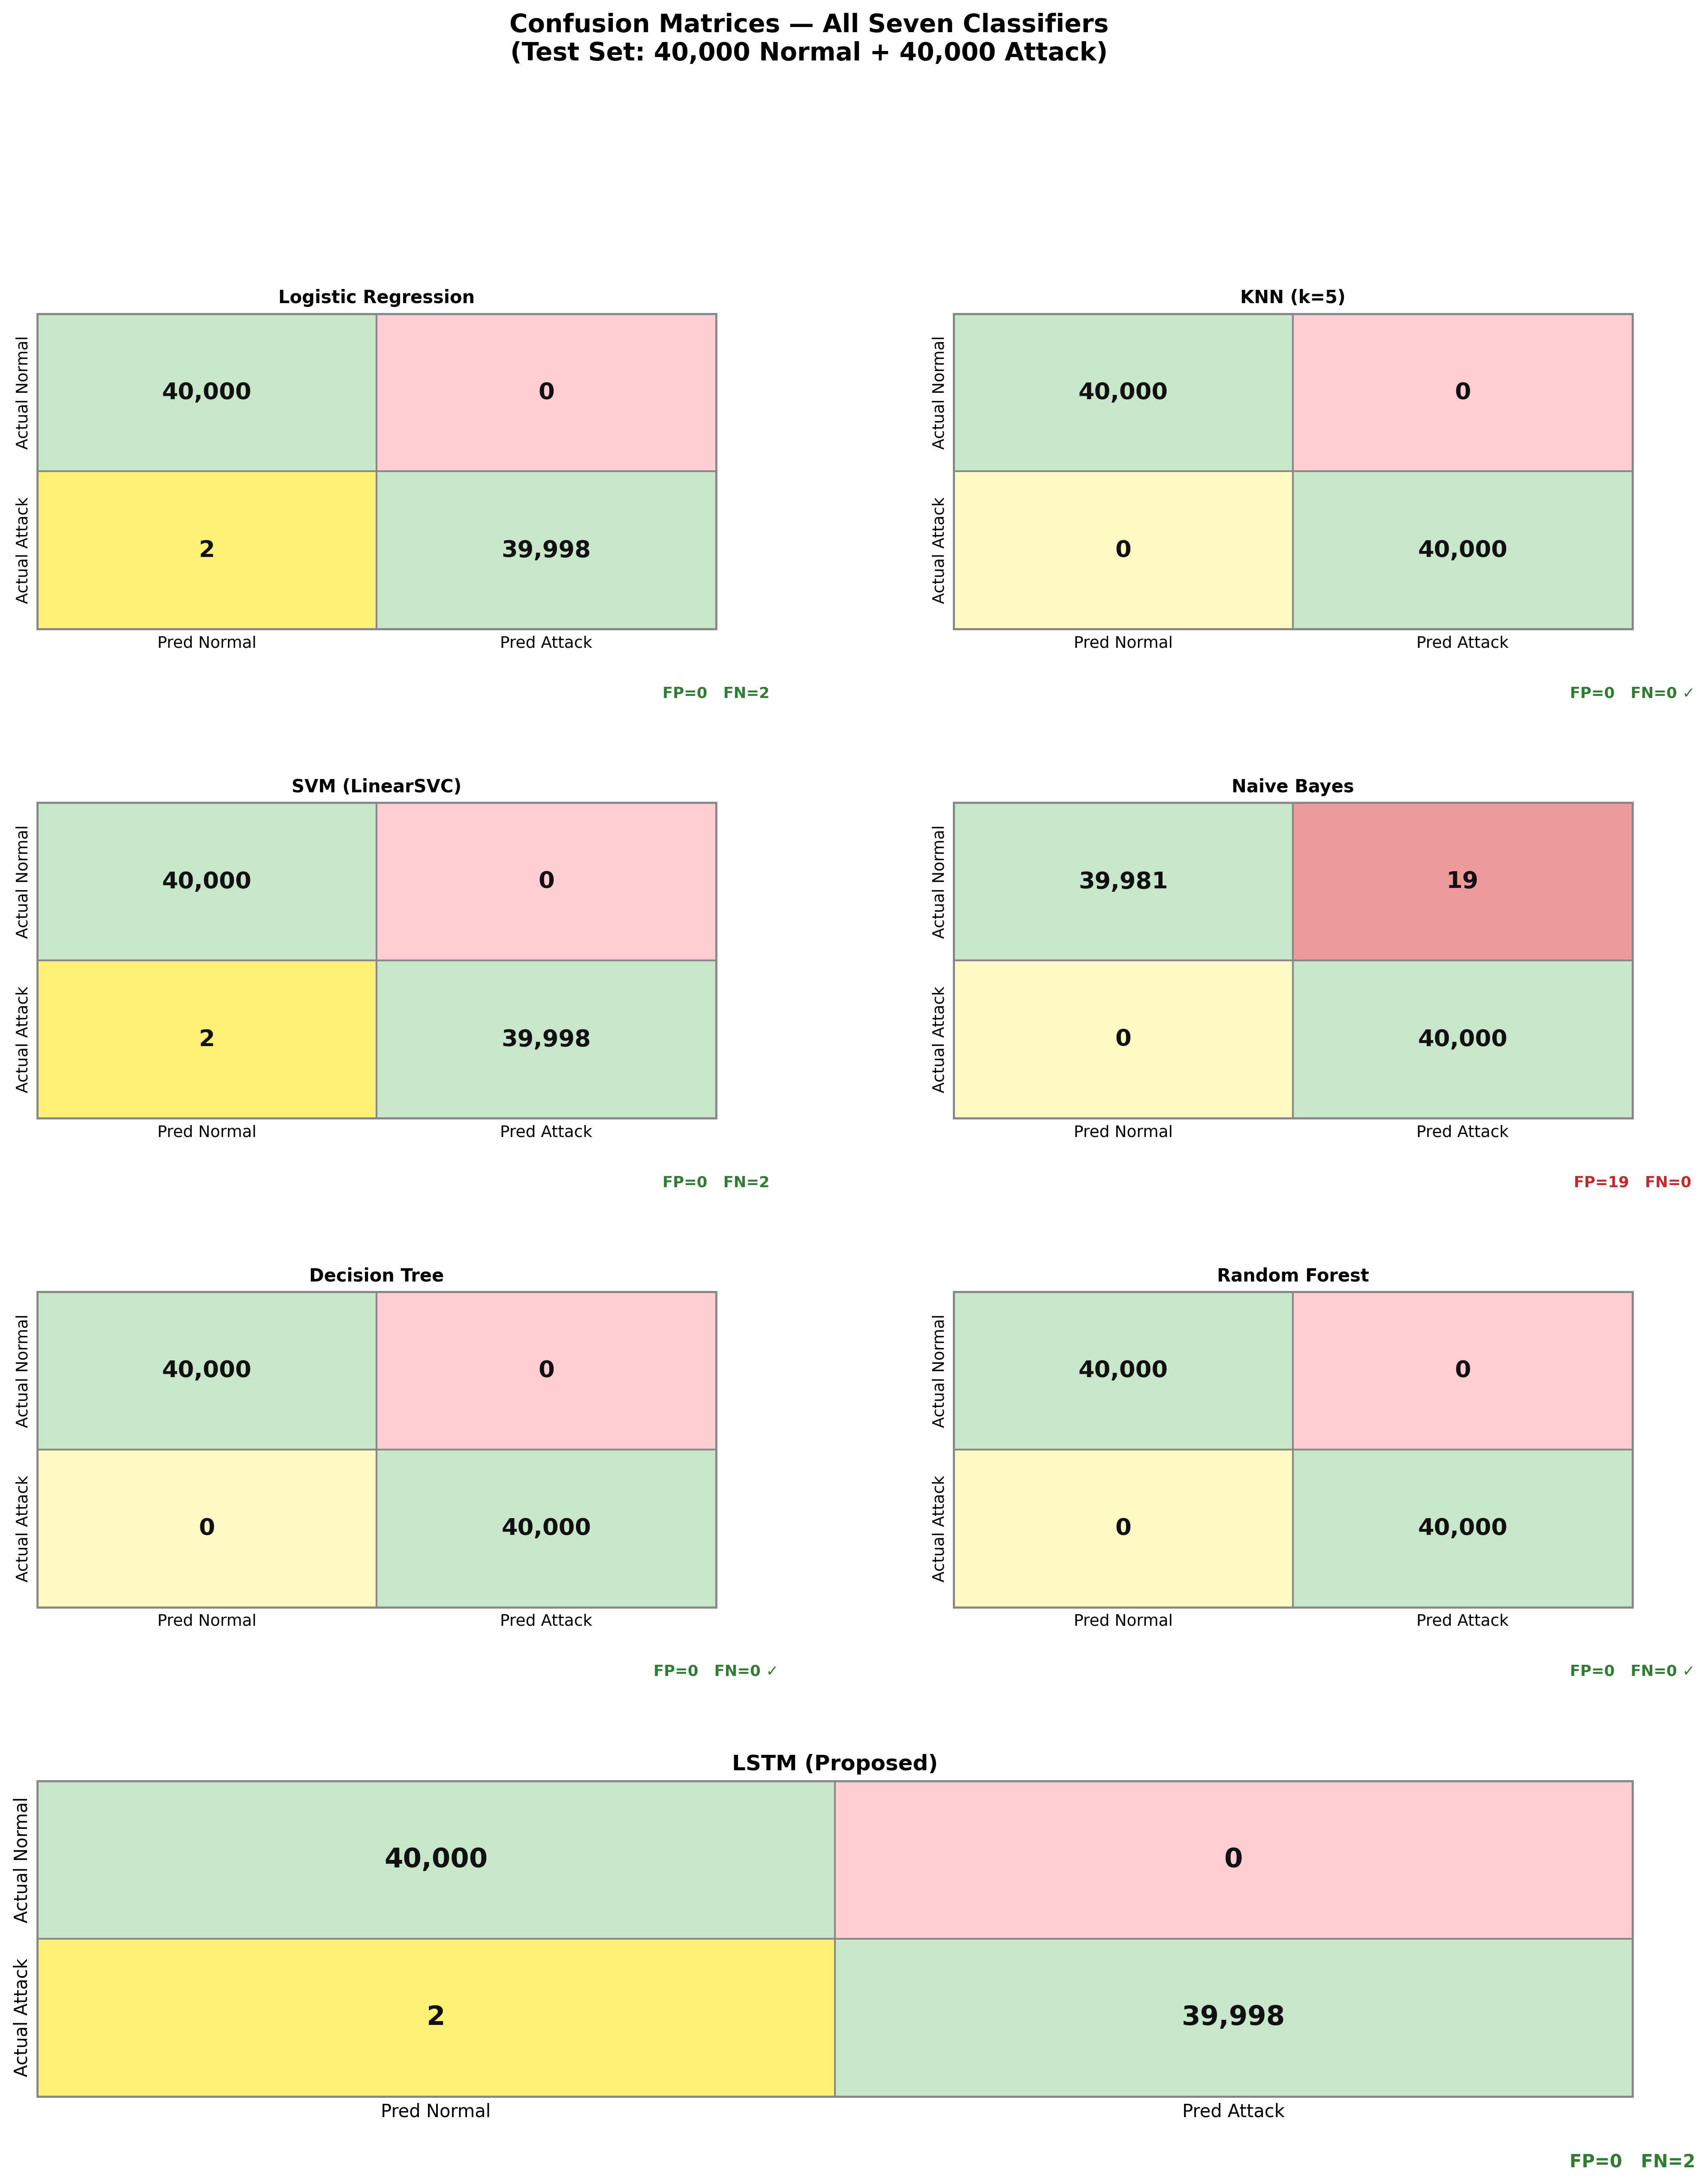 Confusion Matrices — All Seven Classifiers
(Test Set: 40,000 Normal + 40,000 Attack)
Logistic Regression
Actual Normal
40,000
0
Actual Attack
2
39,998
Pred Normal
Pred Attack
FP=0 FN=2
KNN (k=5)
Actual Normal
40,000
0
Actual Attack
0
40,000
Pred Normal
Pred Attack
FP=0 FN=0 ✓
SVM (LinearSVC)
Actual Normal
40,000
0
Actual Attack
2
39,998
Pred Normal
Pred Attack
FP=0 FN=2
Naive Bayes
Actual Normal
39,981
19
Actual Attack
0
40,000
Pred Normal
Pred Attack
FP=19 FN=0
Decision Tree
Actual Normal
40,000
0
Actual Attack
0
40,000
Pred Normal
Pred Attack
FP=0 FN=0 ✓
Random Forest
Actual Normal
40,000
0
Actual Attack
0
40,000
Pred Normal
Pred Attack
FP=0 FN=0 ✓
LSTM (Proposed)
Actual Normal
40,000
0
Actual Attack
2
39,998
Pred Normal
Pred Attack
FP=0 FN=2